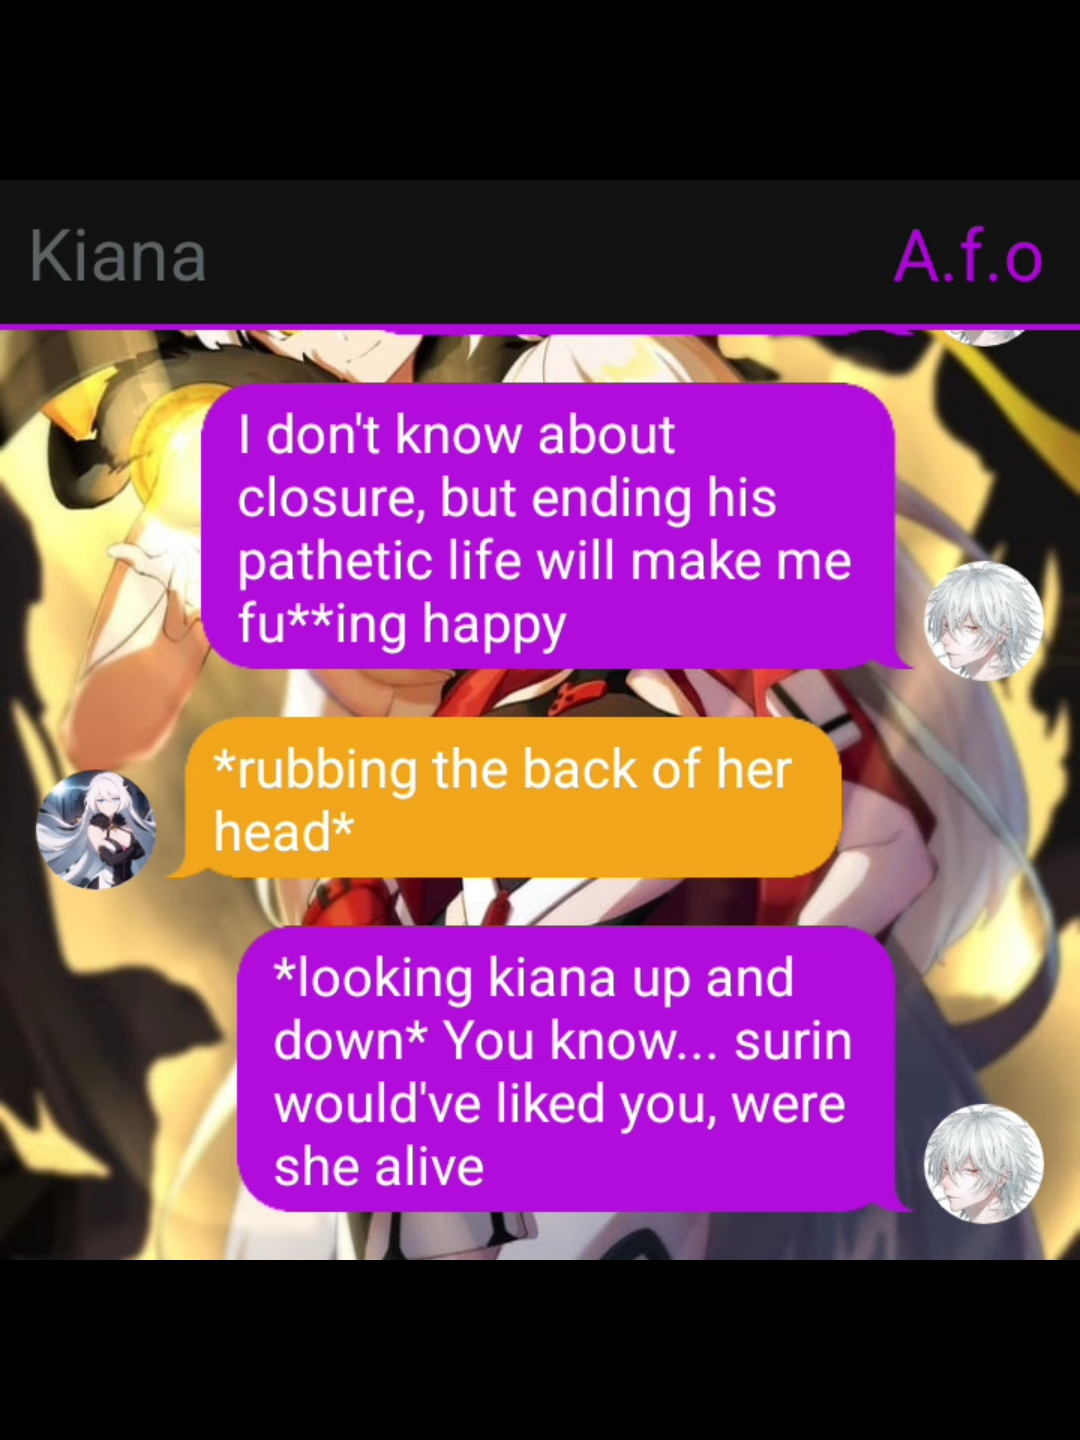 Kiana
A.f.o
I don't know about
closure, but ending his
pathetic life will make me
fu**ing happy
*rubbing the back of her
head*
*looking kiana up and
down* You know... surin
would've liked you, were
she alive